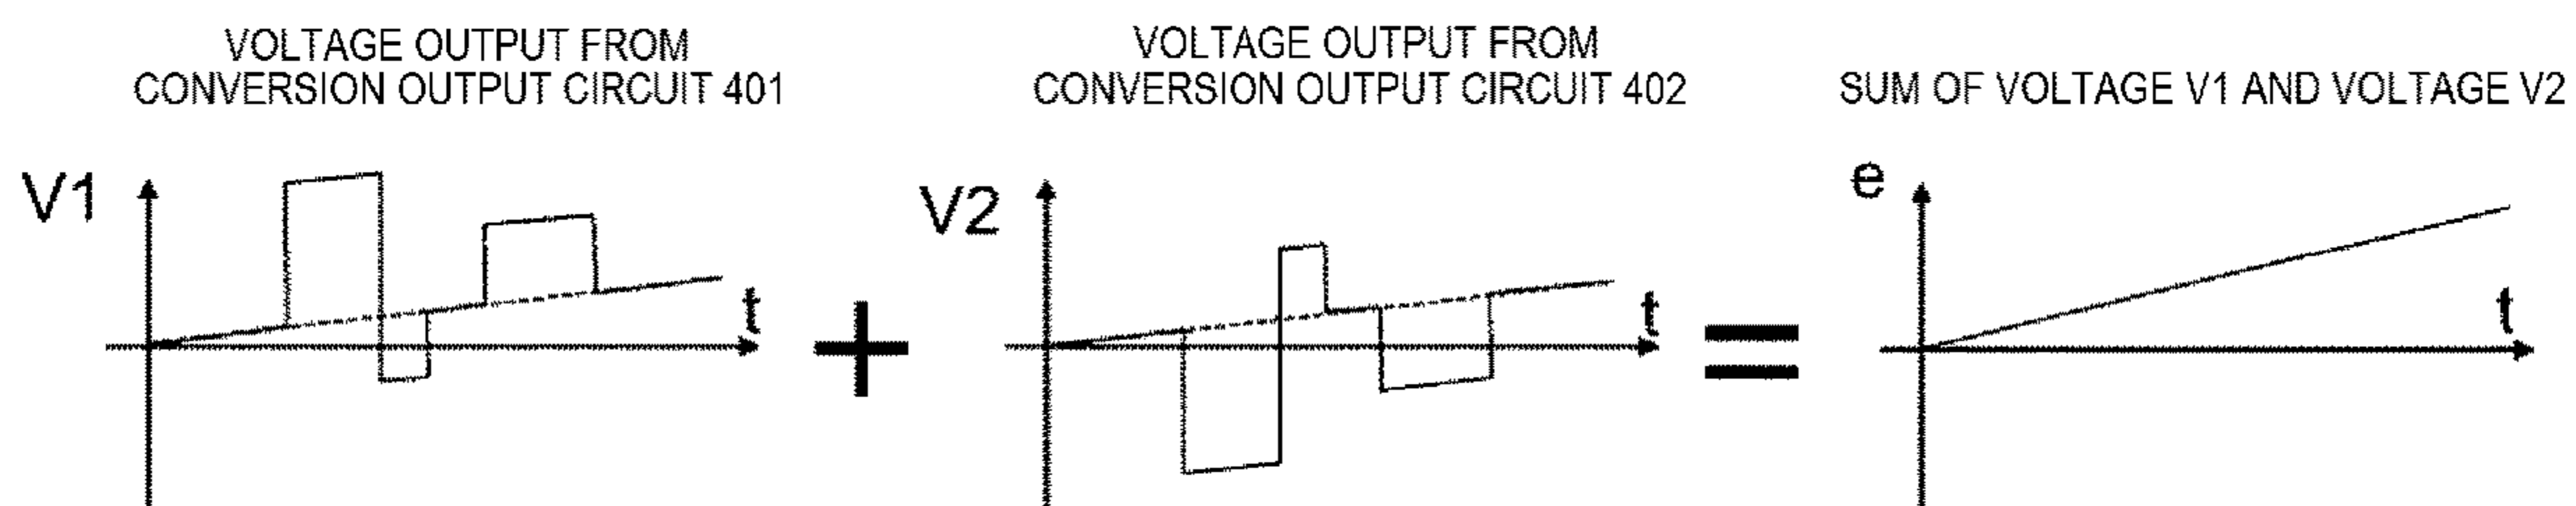 VOLTAGE OUTPUT FROM
CONVERSION OUTPUT CIRCUIT 401
VOLTAGE OUTPUT FROM
CONVERSION OUTPUT CIRCUIT 402
SUM OF VOLTAGE V1 AND VOLTAGE V2
V1
t
+
V2
t
=
e
t